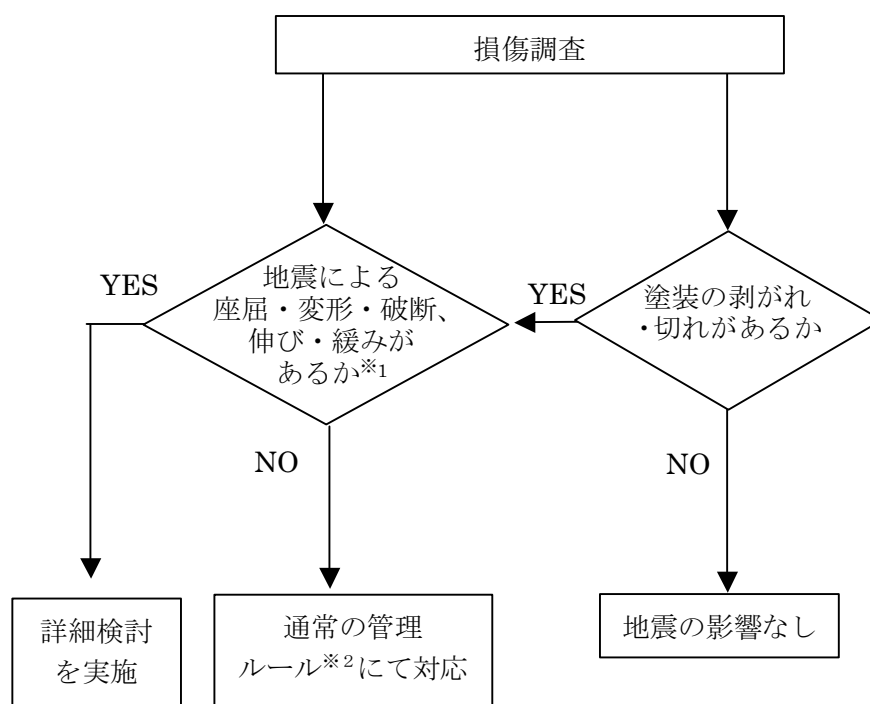 損傷調査
YES
地震による
座屈・変形・破断、
伸び・緩みが
あるか※1
YES
塗装の剥がれ
・切れがあるか
NO
NO
詳細検討
を実施
通常の管理
ルール※2にて対応
地震の影響なし